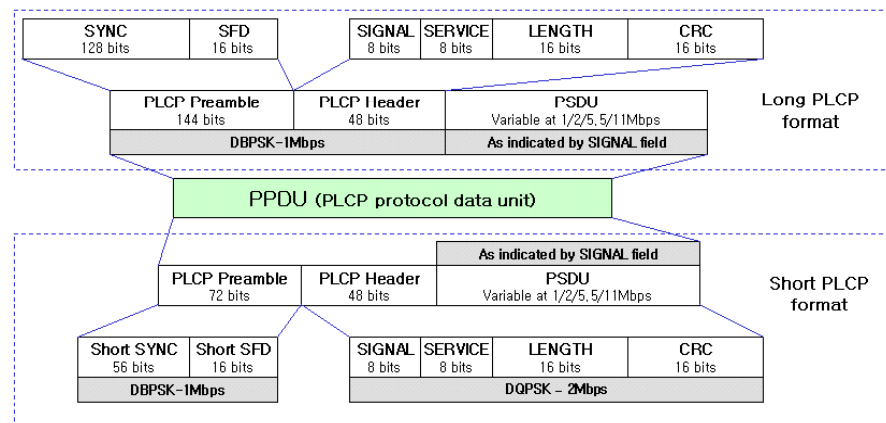 SYNC
128 bits
SFD
16 bits
SIGNAL
8 bits
SERVICE
8 bits
LENGTH
16 bits
CRC
16 bits
PLCP Preamble
144 bits
PLCP Header
48 bits
PSDU
Variable at 1/2/5,5/11Mbps
DBPSK-1Mbps
As indicated by SIGNAL field
Long PLCP
format
PPDU (PLCP protocol data unit)
As indicated by SIGNAL field
PLCP Preamble
72 bits
PLCP Header
48 bits
PSDU
Variable at 1/2/5,5/11Mbps
Short PLCP
format
Short SYNC
56 bits
Short SFD
16 bits
DBPSK-1Mbps
SIGNAL
8 bits
SERVICE
8 bits
LENGTH
16 bits
CRC
16 bits
DQPSK - 2Mbps